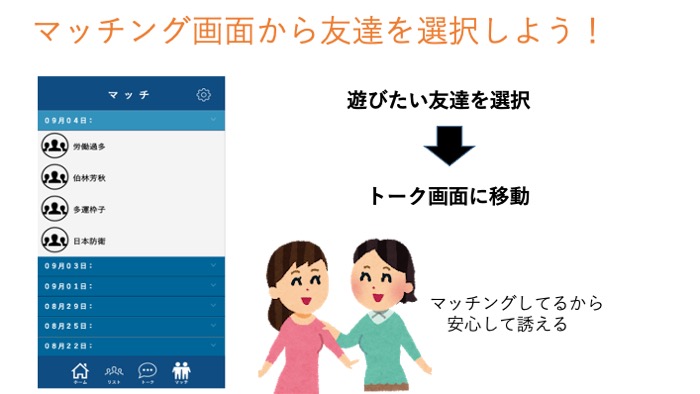 マッチング画面から友達を選択しよう！
マッチ
09月04日：
労働過多
伯林芳秋
多運枠子
日本防衛
09月03日：
09月01日：
08月29日：
08月25日：
08月22日：
ホーム リスト トーク マッチ
遊びたい友達を選択
トーク画面に移動
マッチングしてるから
安心して誘える